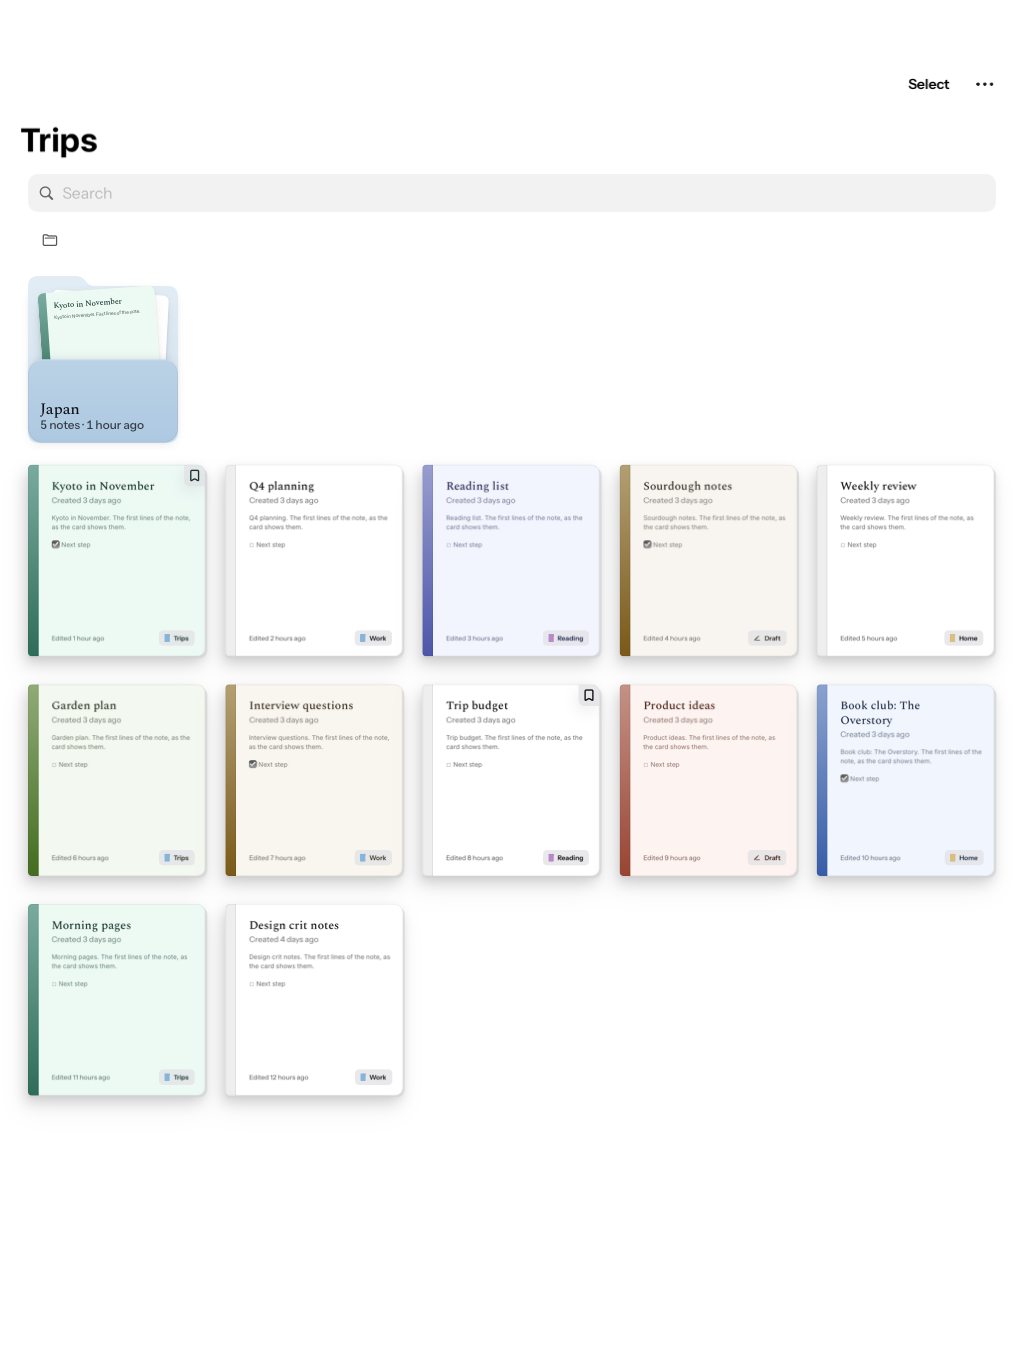 Select
Trips
Search
Kyoto in November
Kyoto in November. First lines of the note.
Japan
5 notes · 1 hour ago
Kyoto in November
Created 3 days ago
Kyoto in November. The first lines of the note,
as the card shows them.
Next step
Edited 1 hour ago
Trips
Q4 planning
Created 3 days ago
Q4 planning. The first lines of the note, as the
card shows them.
Next step
Edited 2 hours ago
Work
Reading list
Created 3 days ago
Reading list. The first lines of the note, as the
card shows them.
Next step
Edited 3 hours ago
Reading
Sourdough notes
Created 3 days ago
Sourdough notes. The first lines of the note, as
the card shows them.
Next step
Edited 4 hours ago
Draft
Weekly review
Created 3 days ago
Weekly review. The first lines of the note, as
the card shows them.
Next step
Edited 5 hours ago
Home
Garden plan
Created 3 days ago
Garden plan. The first lines of the note, as the
card shows them.
Next step
Edited 6 hours ago
Trips
Interview questions
Created 3 days ago
Interview questions. The first lines of the note,
as the card shows them.
Next step
Edited 7 hours ago
Work
Trip budget
Created 3 days ago
Trip budget. The first lines of the note, as the
card shows them.
Next step
Edited 8 hours ago
Reading
Product ideas
Created 3 days ago
Product ideas. The first lines of the note, as
the card shows them.
Next step
Edited 9 hours ago
Draft
Book club: The
Overstory
Created 3 days ago
Book club: The Overstory. The first lines of the
note, as the card shows them.
Next step
Edited 10 hours ago
Home
Morning pages
Created 3 days ago
Morning pages. The first lines of the note, as
the card shows them.
Next step
Edited 11 hours ago
Trips
Design crit notes
Created 4 days ago
Design crit notes. The first lines of the note, as
the card shows them.
Next step
Edited 12 hours ago
Work